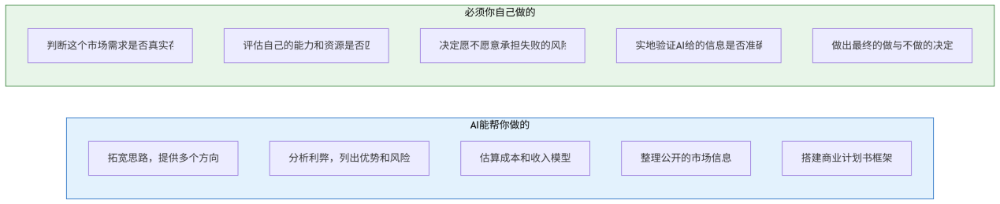 必须你自己做的
判断这个市场需求是否真实
评估自己的能力和资源是否
决定愿不愿意承担失败的风
实地验证AI给的信息是否准
做出最终的做与不做的决定
AI能帮你做的
拓宽思路，提供多个方向
分析利弊，列出优势和风险
估算成本和收入模型
整理公开的市场信息
搭建商业计划书框架